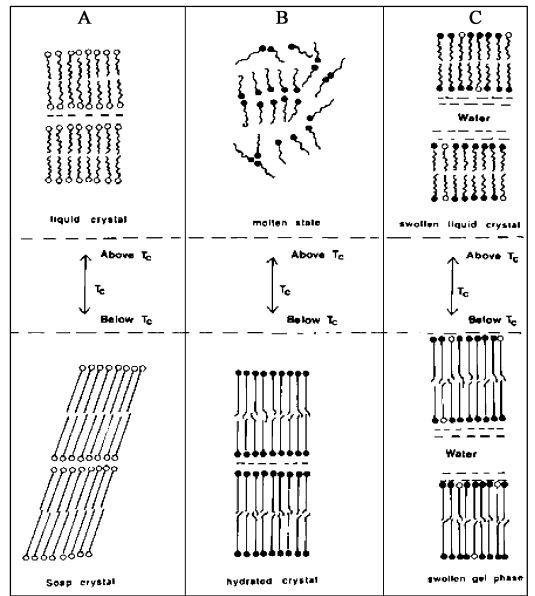 A
B
C
liquid crystal
molten state
Water
swollen liquid crystal
Above Tc
Tc
Below Tc
Above Tc
Tc
Below Tc
Above Tc
Tc
Below Tc
Soap crystal
hydrated crystal
Water
swollen gel phase